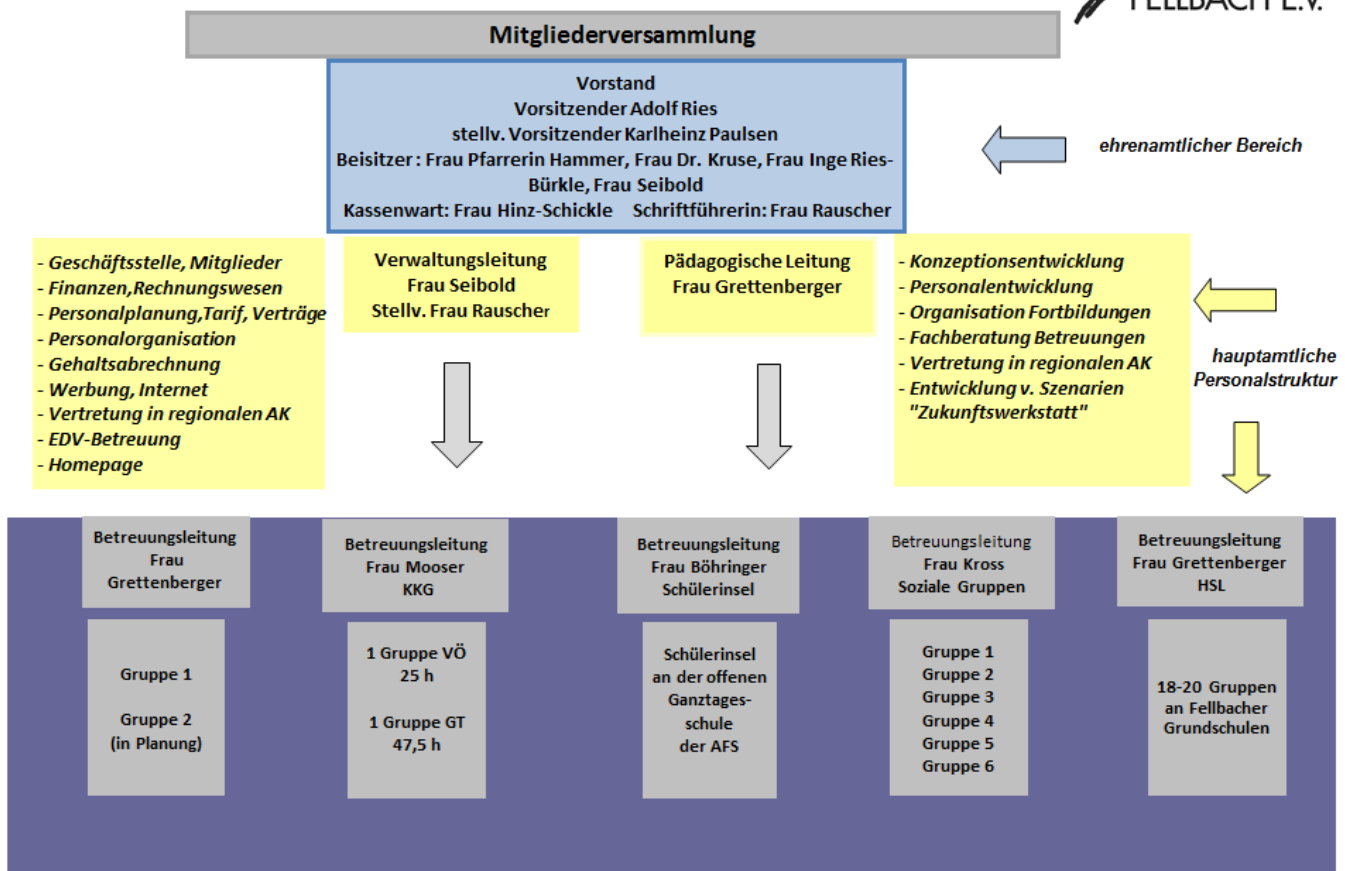 FELLBACH E.V.
Mitgliederversammlung
Vorstand
Vorsitzender Adolf Ries
stellv. Vorsitzender Karlheinz Paulsen
Beisitzer : Frau Pfarrerin Hammer, Frau Dr. Kruse, Frau Inge Ries-
Bürkle, Frau Seibold
Kassenwart: Frau Hinz-Schickle Schriftführerin: Frau Rauscher
ehrenamtlicher Bereich
- Geschäftsstelle, Mitglieder
- Finanzen,Rechnungswesen
- Personalplanung,Tarif, Verträge
- Personalorganisation
- Gehaltsabrechnung
- Werbung, Internet
- Vertretung in regionalen AK
- EDV-Betreuung
- Homepage
Verwaltungsleitung
Frau Seibold
Stellv. Frau Rauscher
Pädagogische Leitung
Frau Grettenberger
- Konzeptionsentwicklung
- Personalentwicklung
- Organisation Fortbildungen
- Fachberatung Betreuungen
- Vertretung in regionalen AK
- Entwicklung v. Szenarien
"Zukunftswerkstatt"
hauptamtliche
Personalstruktur
Betreuungsleitung
Frau
Grettenberger
Gruppe 1
Gruppe 2
(in Planung)
Betreuungsleitung
Frau Mooser
KKG
1 Gruppe VÖ
25 h
1 Gruppe GT
47,5 h
Betreuungsleitung
Frau Böhringer
Schülerinsel
Schülerinsel
an der offenen
Ganztages-
schule
der AFS
Betreuungsleitung
Frau Kross
Soziale Gruppen
Gruppe 1
Gruppe 2
Gruppe 3
Gruppe 4
Gruppe 5
Gruppe 6
Betreuungsleitung
Frau Grettenberger
HSL
18-20 Gruppen
an Fellbacher
Grundschulen